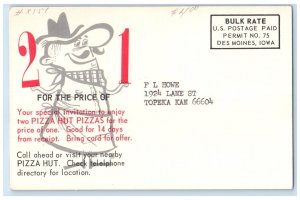 BULK RATE
U.S. POSTAGE PAID
PERMIT NO. 75
DES MOINES, IOWA
2 1
FOR THE PRICE OF
F L HOWE
1924 LANE ST
TOPEKA KAN 66604
Your special invitation to enjoy
two PIZZA HUT PIZZAS for the
price of one. Good for 14 days
from receipt. Bring card for offer.
Call ahead or visit your nearby
PIZZA HUT. Check telephone
directory for location.